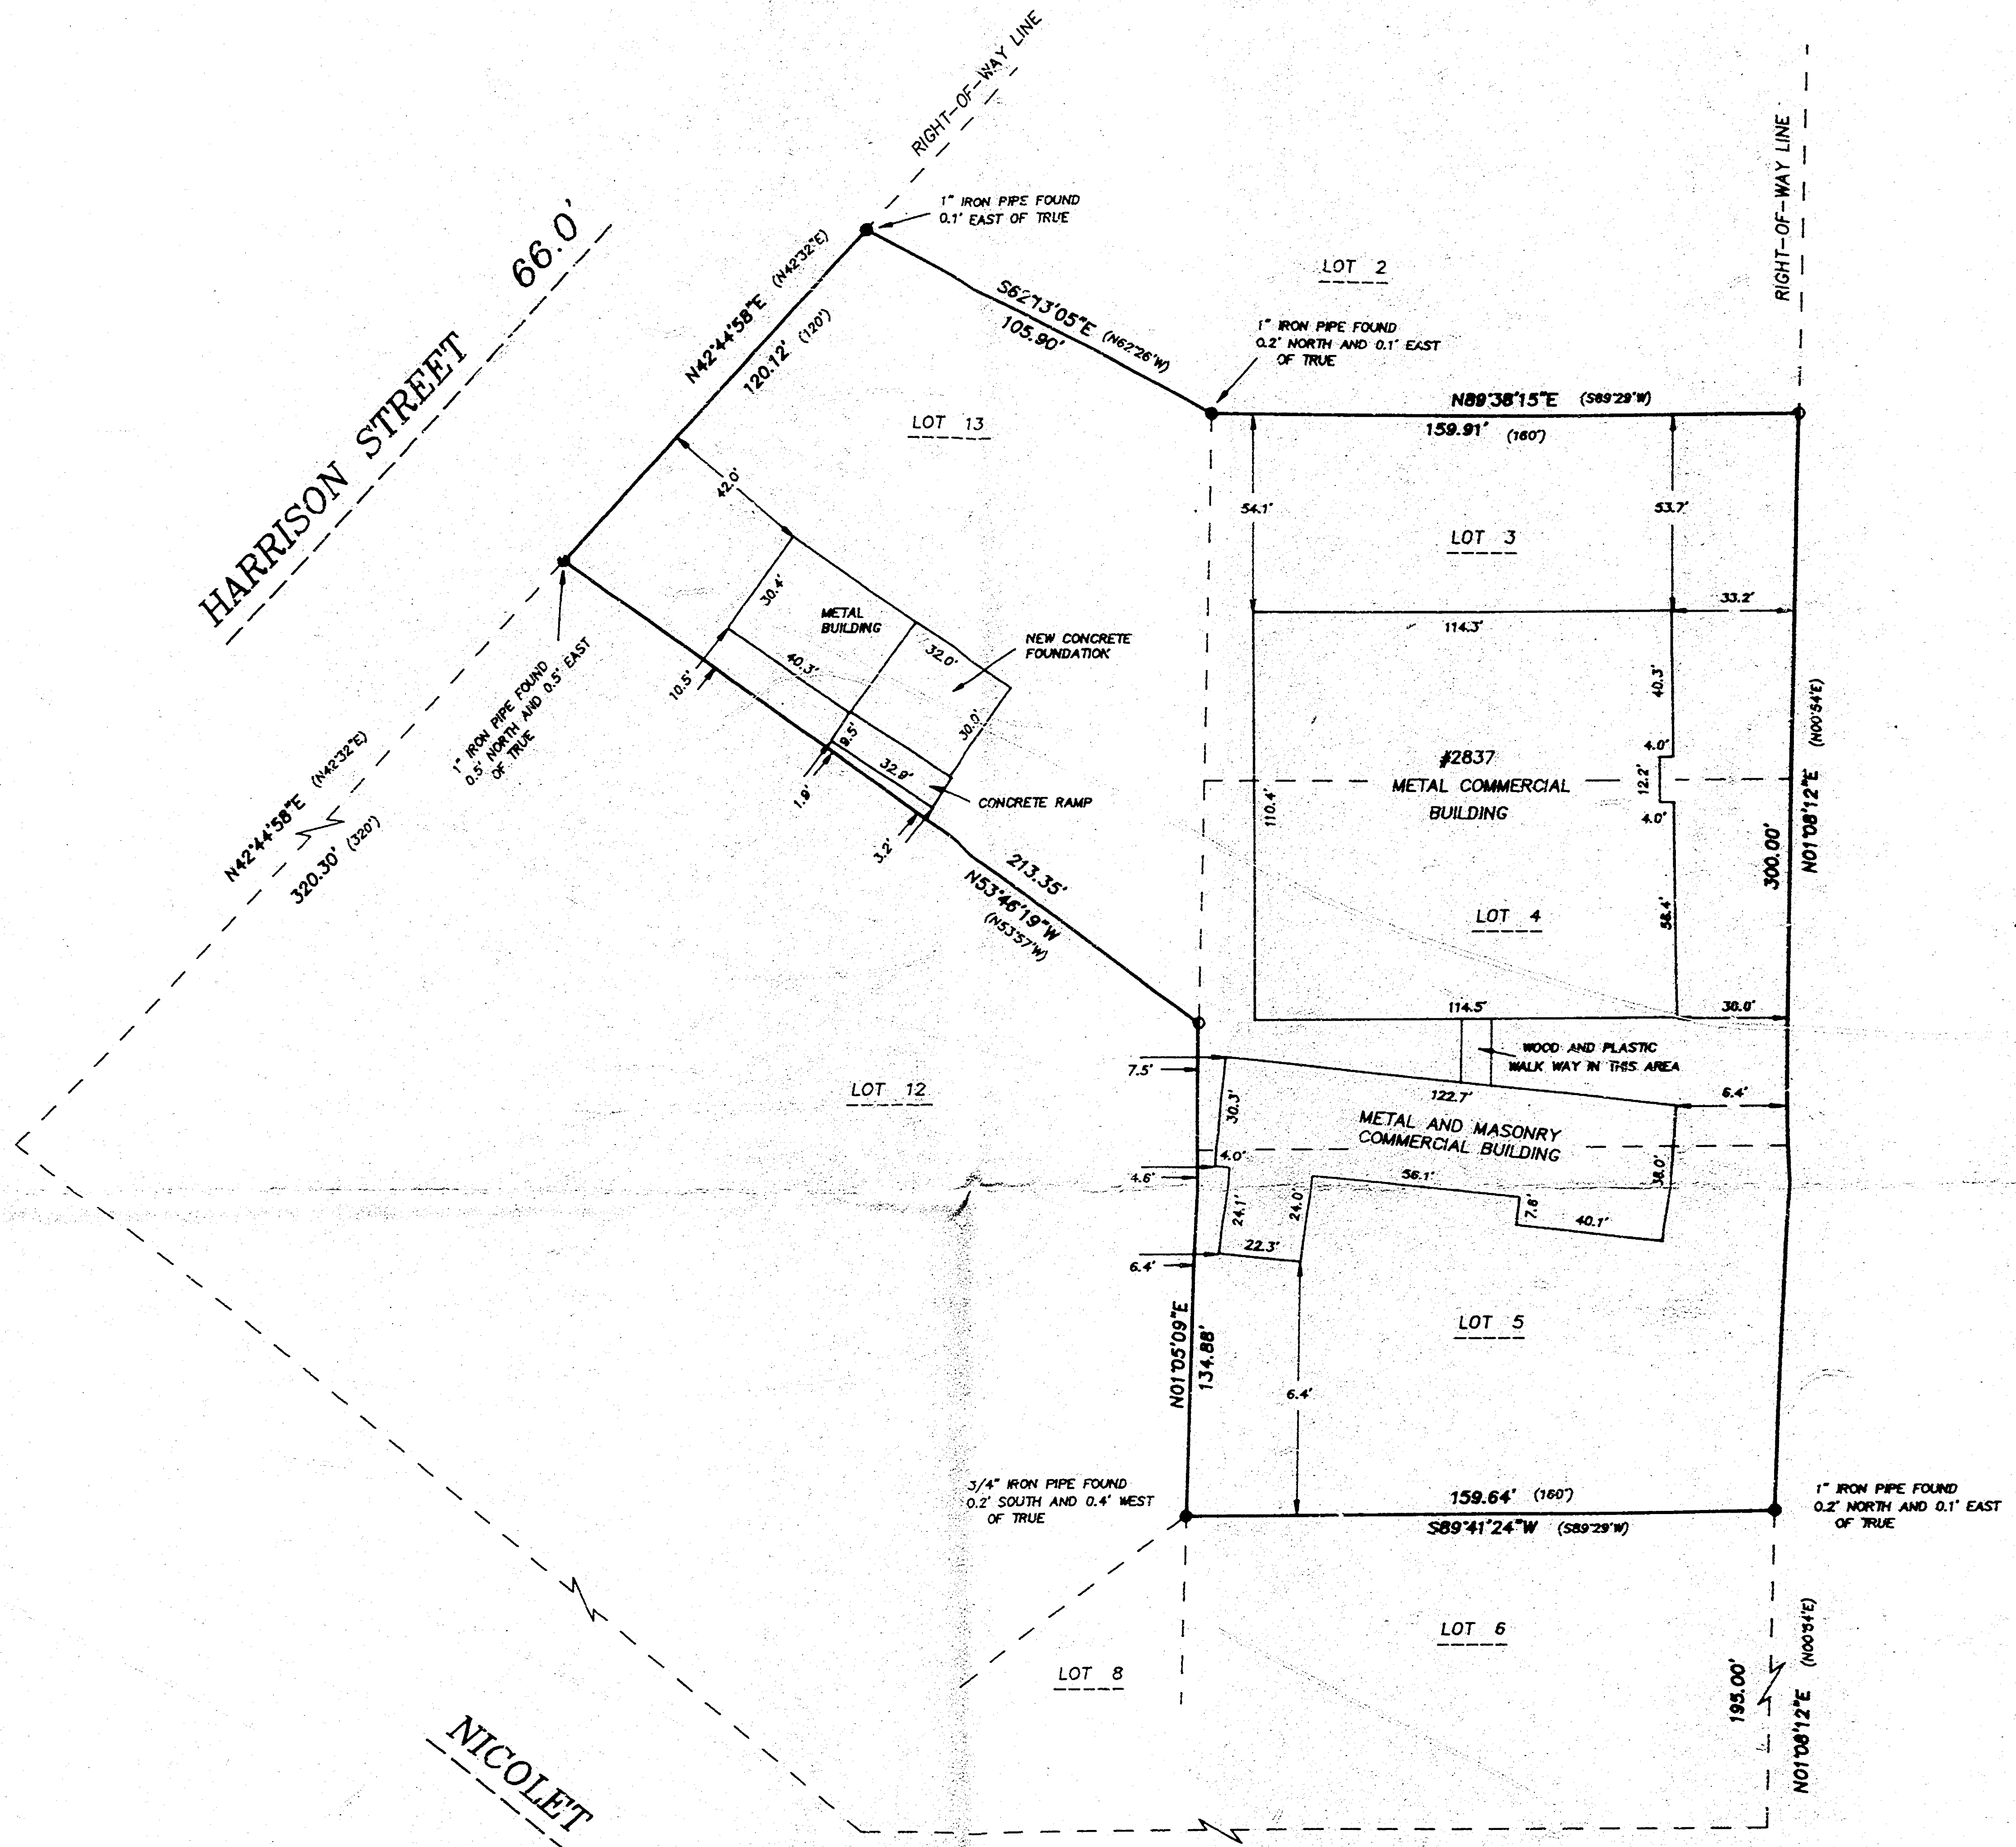 RIGHT-OF-WAY LINE
RIGHT-OF-WAY LINE
HARRISON STREET 66.0'
1" IRON PIPE FOUND
0.1' EAST OF TRUE
N42°44'58"E (N42°32'E)
120.12' (120')
S62°13'05"E (N62°26'W)
105.90'
LOT 2
1" IRON PIPE FOUND
0.2' NORTH AND 0.1' EAST
OF TRUE
N89°38'15"E (S89°29'W)
159.91' (160')
LOT 13
42.0'
54.1'
53.7'
LOT 3
33.2'
114.3'
30.4'
METAL
BUILDING
NEW CONCRETE
FOUNDATION
32.0'
40.3'
10.5'
30.0'
9.5'
32.9'
1.9'
3.2'
CONCRETE RAMP
1" IRON PIPE FOUND
0.5' NORTH AND 0.5' EAST
OF TRUE
N42°44'58"E (N42°32'E)
320.30' (320')
40.3'
4.0'
12.2'
4.0'
#2837
METAL COMMERCIAL
BUILDING
110.4'
58.4'
LOT 4
300.00'
N01°08'12"E (N00°54'E)
213.35'
N53°46'19"W
(N53°57'W)
114.5'
WOOD AND PLASTIC
WALK WAY IN THIS AREA
7.5'
30.3'
122.7'
6.4'
LOT 12
METAL AND MASONRY
COMMERCIAL BUILDING
4.0'
4.6'
56.1'
38.0'
24.1'
24.0'
40.1'
22.3'
6.4'
N01°05'09"E
134.88'
LOT 5
6.4'
3/4" IRON PIPE FOUND
0.2' SOUTH AND 0.4' WEST
OF TRUE
159.64' (160')
S89°41'24"W (S89°29'W)
1" IRON PIPE FOUND
0.2' NORTH AND 0.1' EAST
OF TRUE
LOT 6
LOT 8
195.00'
N01°08'12"E (N00°54'E)
NICOLET